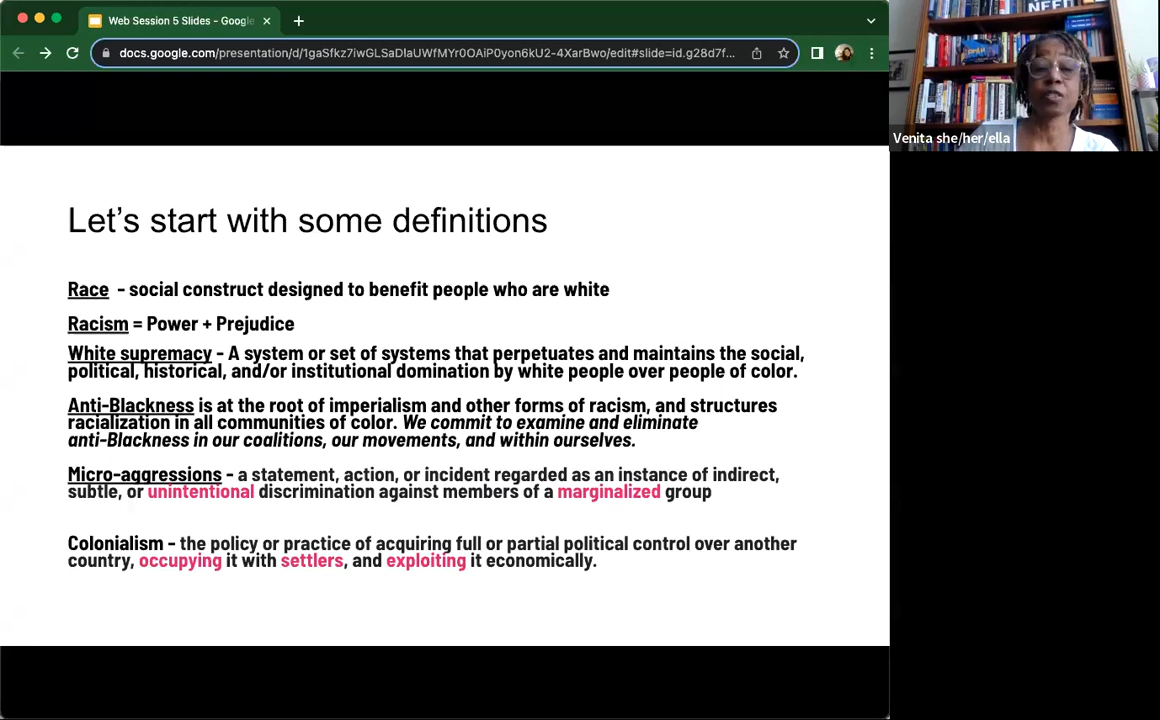 Web Session 5 Slides - Google
docs.google.com/presentation/d/1gaSfkz7iwGLSaDIaUWfMYr0OAiP0yon6kU2-4XarBwo/edit#slide=id.g28d7f...
NEED
Venita she/her/ella
Let's start with some definitions
Race - social construct designed to benefit people who are white
Racism = Power + Prejudice
White supremacy - A system or set of systems that perpetuates and maintains the social,
political, historical, and/or institutional domination by white people over people of color.
Anti-Blackness is at the root of imperialism and other forms of racism, and structures
racialization in all communities of color. We commit to examine and eliminate
anti-Blackness in our coalitions, our movements, and within ourselves.
Micro-aggressions - a statement, action, or incident regarded as an instance of indirect,
subtle, or unintentional discrimination against members of a marginalized group
Colonialism - the policy or practice of acquiring full or partial political control over another
country, occupying it with settlers, and exploiting it economically.